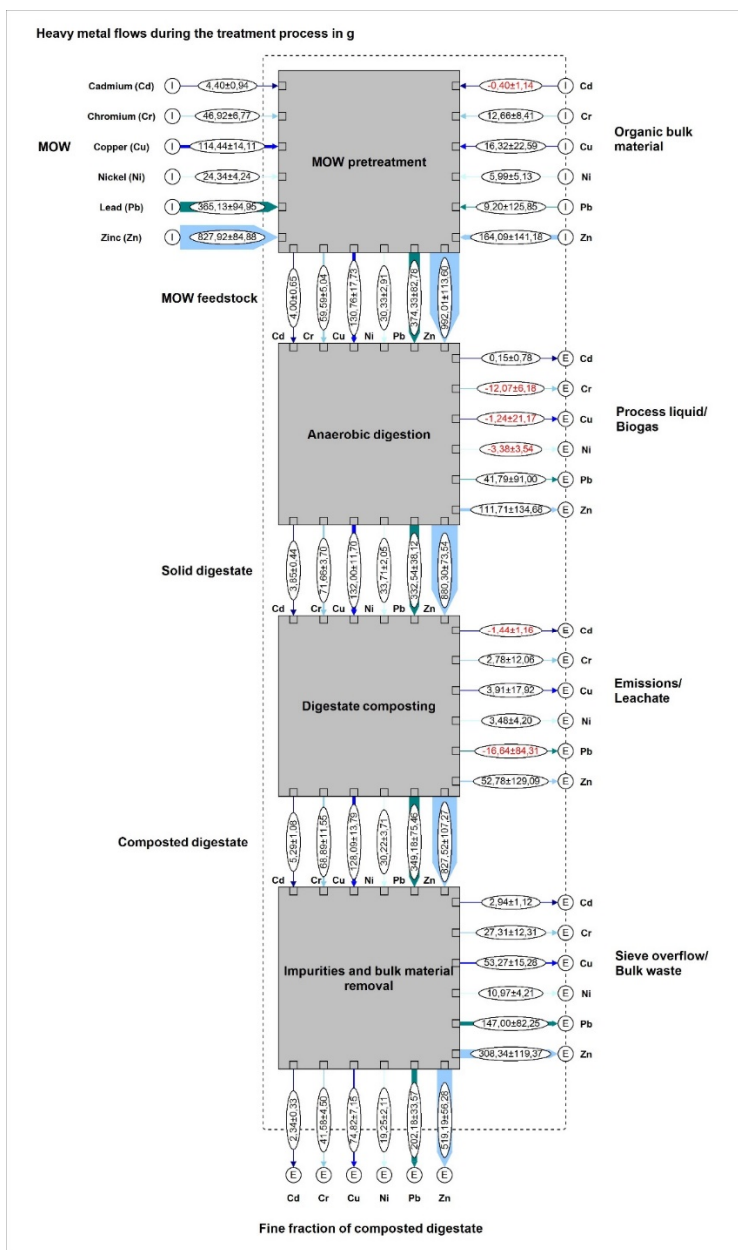 Heavy metal flows during the treatment process in g
Cadmium (Cd) I 4,40±0,94 -0,40±1,14 I Cd
Chromium (Cr) I 46,92±6,77 12,66±8,41 I Cr
MOW
Copper (Cu) I 114,44±14,11 16,32±22,59 I Cu
Organic bulk
material
MOW pretreatment
Nickel (Ni) I 24,34±4,24 5,99±5,13 I Ni
Lead (Pb) I 365,13±94,95 9,20±125,85 I Pb
Zinc (Zn) I 827,92±84,88 164,09±141,18 I Zn
MOW feedstock
4,00±0,65 59,59±5,04 130,76±17,73 30,33±2,91 374,33±82,78 992,01±113,60
Cd Cr Cu Ni Pb Zn
0,15±0,78 E Cd
-12,07±6,18 E Cr
-1,24±21,17 E Cu
Process liquid/
Biogas
Anaerobic digestion
-3,38±3,54 E Ni
41,79±91,00 E Pb
111,71±134,68 E Zn
Solid digestate
3,85±0,44 71,66±3,70 132,00±11,70 33,71±2,05 332,54±38,12 880,30±73,54
Cd Cr Cu Ni Pb Zn
-1,44±1,16 E Cd
2,78±12,06 E Cr
3,91±17,92 E Cu
Emissions/
Leachate
Digestate composting
3,48±4,20 E Ni
-16,64±84,31 E Pb
52,78±129,09 E Zn
Composted digestate
5,29±1,08 68,89±11,55 128,09±13,79 30,22±3,71 349,18±75,46 827,52±107,27
Cd Cr Cu Ni Pb Zn
2,94±1,12 E Cd
27,31±12,31 E Cr
53,27±15,28 E Cu
Sieve overflow/
Bulk waste
Impurities and bulk material
removal
10,97±4,21 E Ni
147,00±82,25 E Pb
308,34±119,37 E Zn
2,34±0,33 41,58±4,50 74,82±7,15 19,25±2,11 202,18±33,57 519,19±56,28
E E E E E E
Cd Cr Cu Ni Pb Zn
Fine fraction of composted digestate